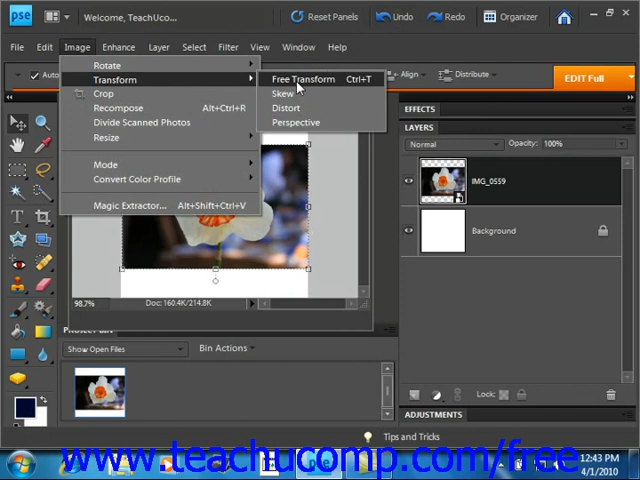 pse Welcome, TeachUco... Reset Panels Undo Redo Organizer
File Edit Image Enhance Layer Select Filter View Window Help
Auto Align Distribute EDIT Full
Rotate
Transform
Crop
Recompose Alt+Ctrl+R
Divide Scanned Photos
Resize
Mode
Convert Color Profile
Magic Extractor... Alt+Shift+Ctrl+V
Free Transform Ctrl+T
Skew
Distort
Perspective
EFFECTS
LAYERS
Normal Opacity: 100%
IMG_0559
Background
98.7% Doc: 160.4K/214.8K
PROJECT BIN
Show Open Files Bin Actions
Lock:
ADJUSTMENTS
Tips and Tricks
www.teachucomp.com/free
pse
12:43 PM
4/1/2010